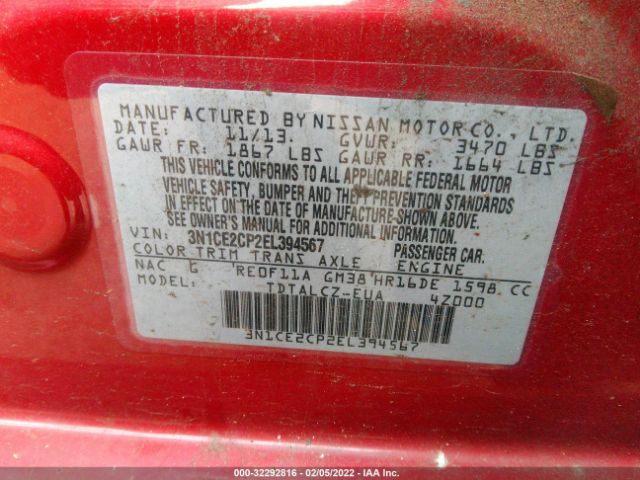 MANUFACTURED BY NISSAN MOTOR CO., LTD.
DATE: 11/13. GVWR: 3470 LBS
GAWR FR: 1867 LBS GAWR RR: 1664 LBS
THIS VEHICLE CONFORMS TO ALL APPLICABLE FEDERAL MOTOR
VEHICLE SAFETY, BUMPER AND THEFT PREVENTION STANDARDS
IN EFFECT ON THE DATE OF MANUFACTURE-SHOWN ABOVE.
SEE OWNER'S MANUAL FOR ADDITIONAL INFORMATION.
VIN: 3N1CE2CP2EL394567 PASSENGER CAR.
COLOR TRIM TRANS AXLE ENGINE
NAC G RE0F11A GM38 HR16DE 1598 CC
MODEL: TDTALCZ-EUA 4Z000
3N1CE2CP2EL394567
000-32292816 - 02/05/2022 - IAA Inc.